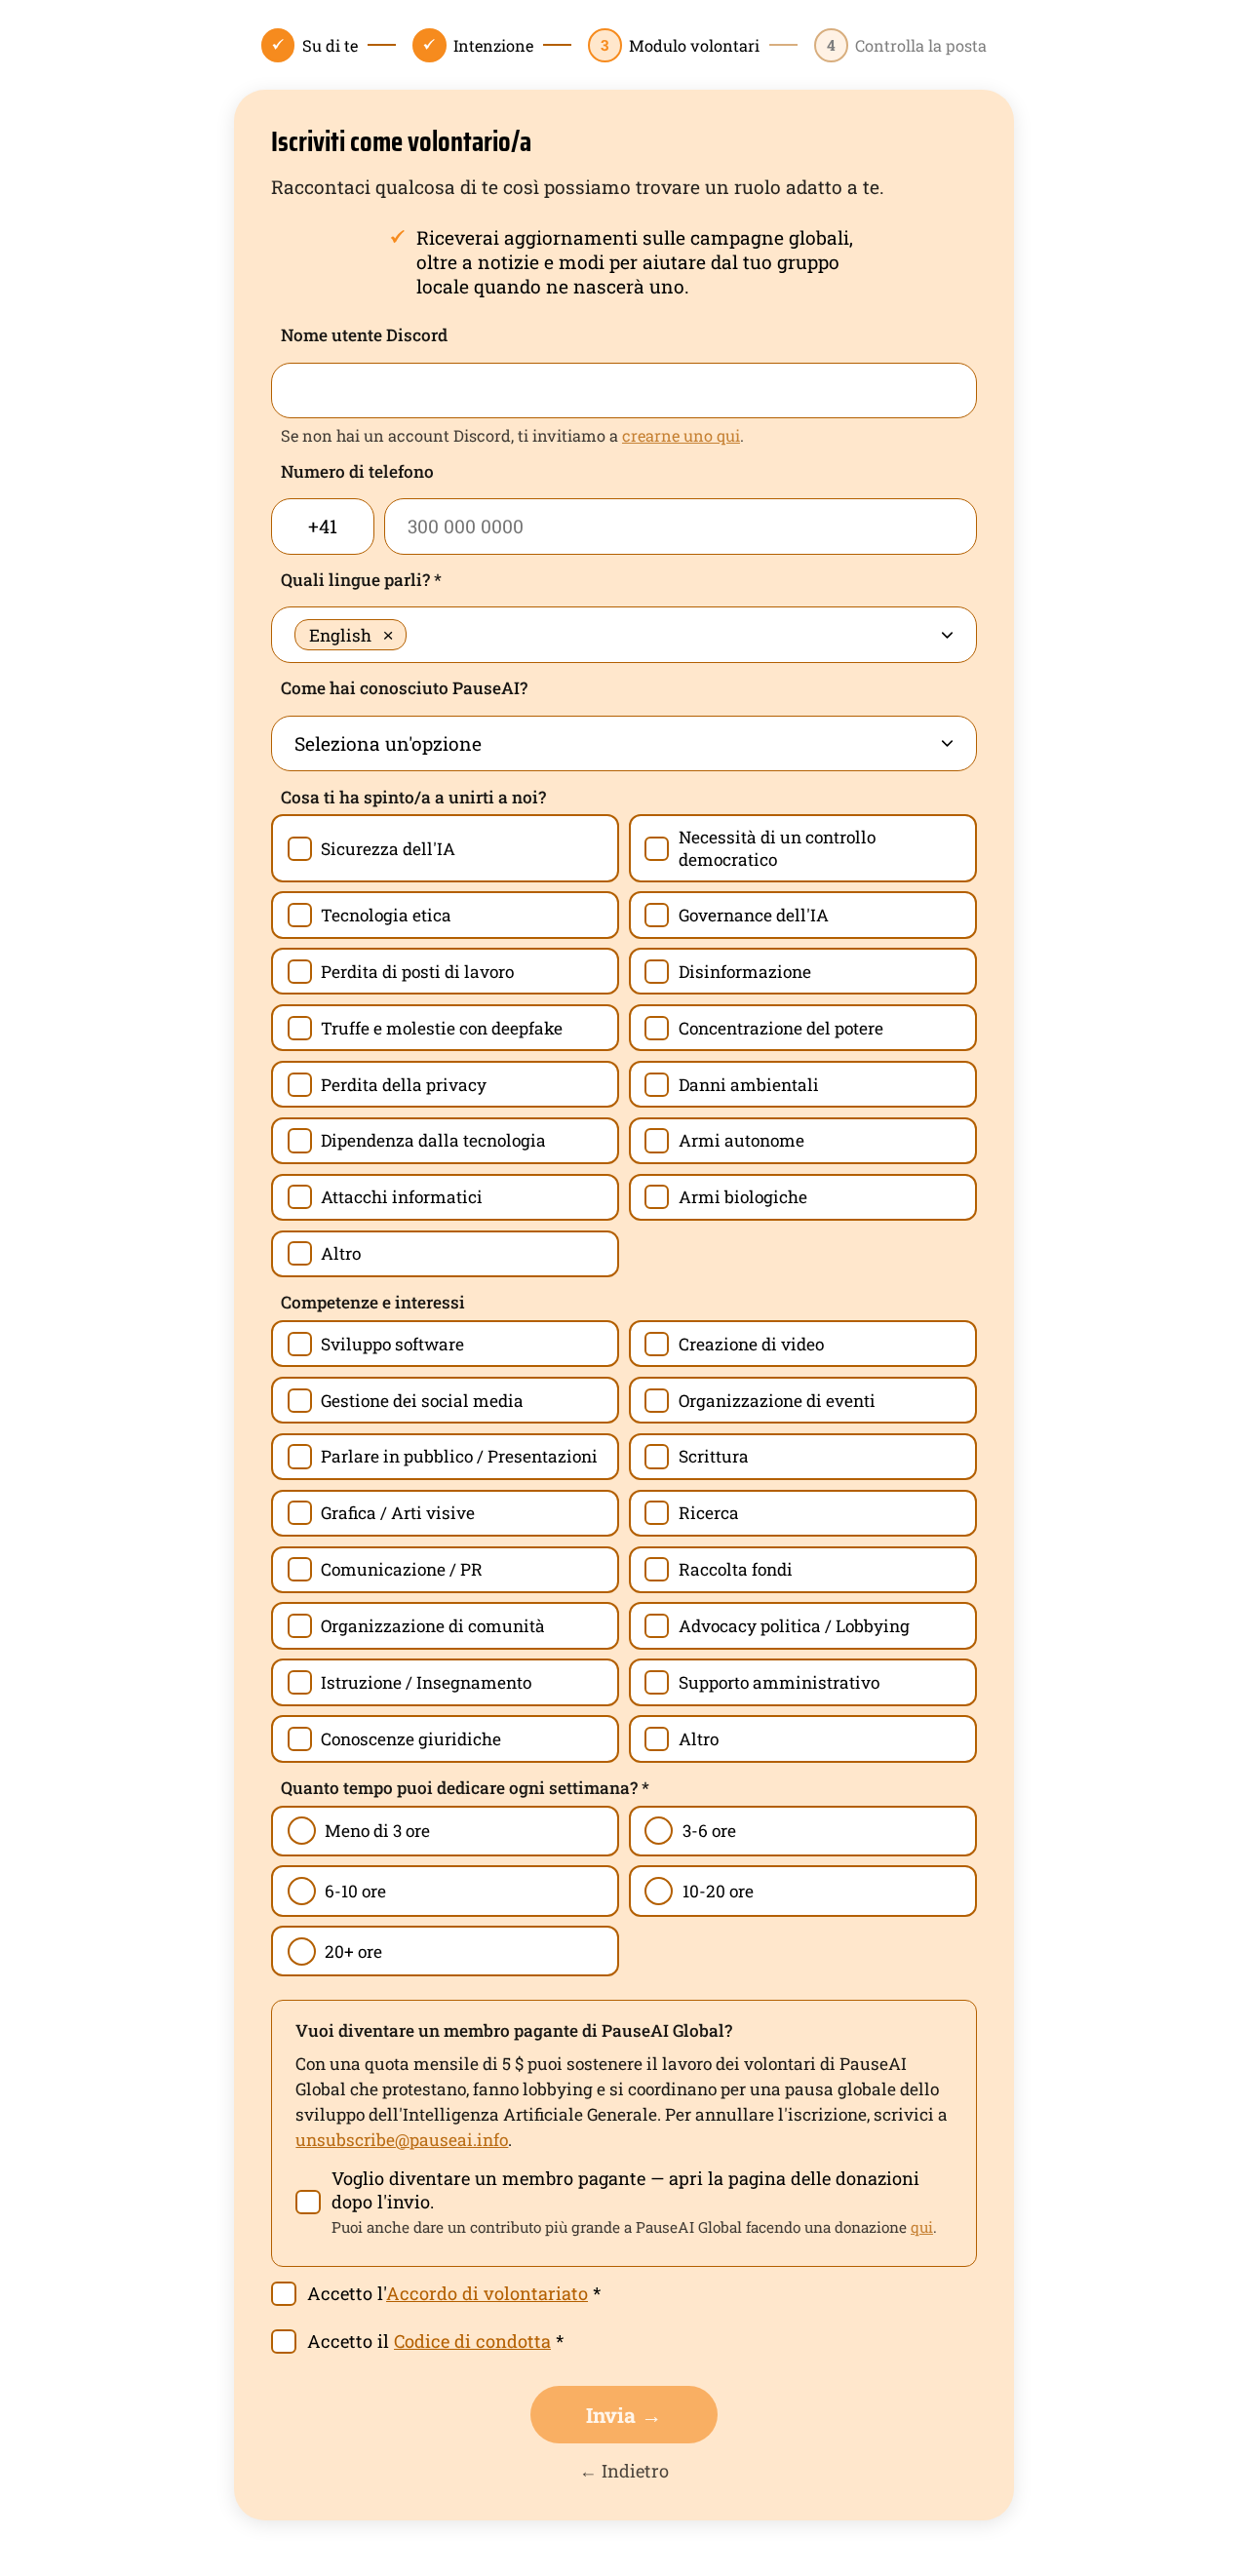 ✓ Su di te ✓ Intenzione 3 Modulo volontari 4 Controlla la posta
Iscriviti come volontario/a
Raccontaci qualcosa di te così possiamo trovare un ruolo adatto a te.
✓ Riceverai aggiornamenti sulle campagne globali,
oltre a notizie e modi per aiutare dal tuo gruppo
locale quando ne nascerà uno.
Nome utente Discord
Se non hai un account Discord, ti invitiamo a crearne uno qui.
Numero di telefono
+41 300 000 0000
Quali lingue parli? *
English ×
Come hai conosciuto PauseAI?
Seleziona un'opzione
Cosa ti ha spinto/a a unirti a noi?
Sicurezza dell'IA
Necessità di un controllo
democratico
Tecnologia etica
Governance dell'IA
Perdita di posti di lavoro
Disinformazione
Truffe e molestie con deepfake
Concentrazione del potere
Perdita della privacy
Danni ambientali
Dipendenza dalla tecnologia
Armi autonome
Attacchi informatici
Armi biologiche
Altro
Competenze e interessi
Sviluppo software
Creazione di video
Gestione dei social media
Organizzazione di eventi
Parlare in pubblico / Presentazioni
Scrittura
Grafica / Arti visive
Ricerca
Comunicazione / PR
Raccolta fondi
Organizzazione di comunità
Advocacy politica / Lobbying
Istruzione / Insegnamento
Supporto amministrativo
Conoscenze giuridiche
Altro
Quanto tempo puoi dedicare ogni settimana? *
Meno di 3 ore
3-6 ore
6-10 ore
10-20 ore
20+ ore
Vuoi diventare un membro pagante di PauseAI Global?
Con una quota mensile di 5 $ puoi sostenere il lavoro dei volontari di PauseAI
Global che protestano, fanno lobbying e si coordinano per una pausa globale dello
sviluppo dell'Intelligenza Artificiale Generale. Per annullare l'iscrizione, scrivici a
unsubscribe@pauseai.info.
Voglio diventare un membro pagante — apri la pagina delle donazioni
dopo l'invio.
Puoi anche dare un contributo più grande a PauseAI Global facendo una donazione qui.
Accetto l'Accordo di volontariato *
Accetto il Codice di condotta *
Invia →
← Indietro